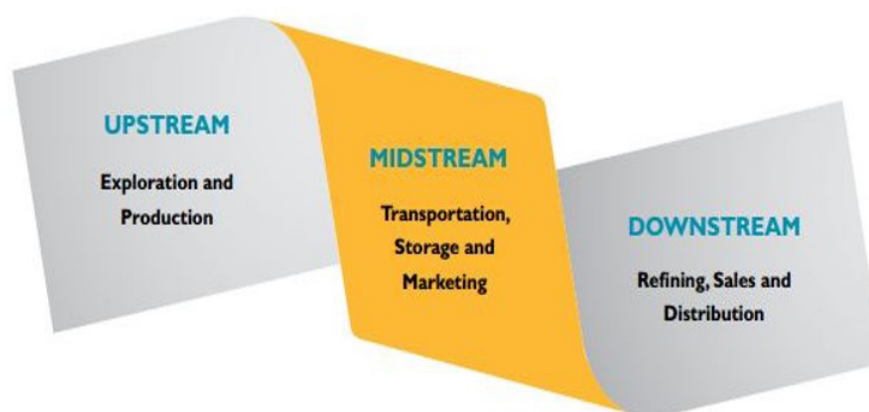 UPSTREAM
Exploration and
Production
MIDSTREAM
Transportation,
Storage and
Marketing
DOWNSTREAM
Refining, Sales and
Distribution